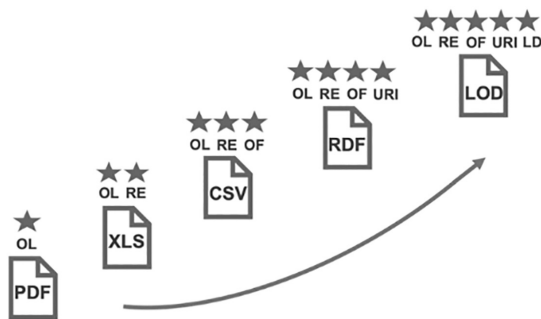 OL RE OF URI LD
LOD
OL RE OF URI
RDF
OL RE OF
CSV
OL RE
XLS
OL
PDF